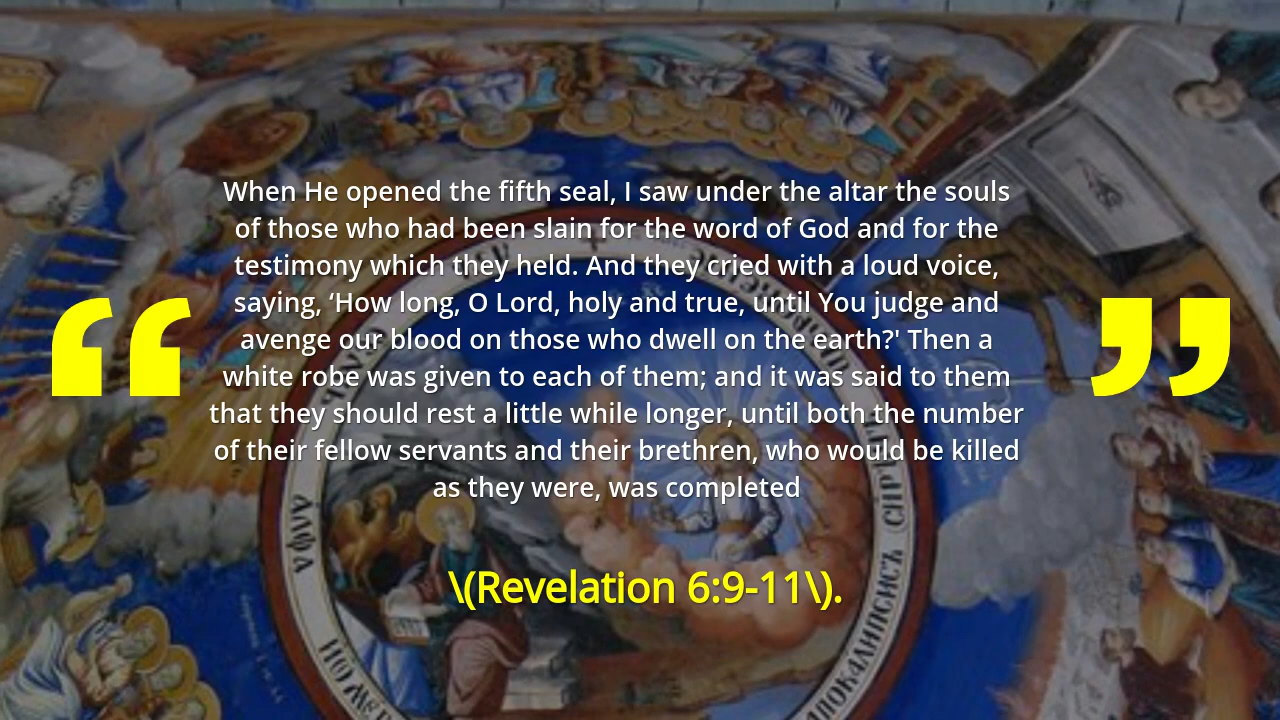 When He opened the fifth seal, I saw under the altar the souls
of those who had been slain for the word of God and for the
testimony which they held. And they cried with a loud voice,
saying, ‘How long, O Lord, holy and true, until You judge and
avenge our blood on those who dwell on the earth?' Then a
white robe was given to each of them; and it was said to them
that they should rest a little while longer, until both the number
of their fellow servants and their brethren, who would be killed
as they were, was completed
“ ”
\(Revelation 6:9-11\).